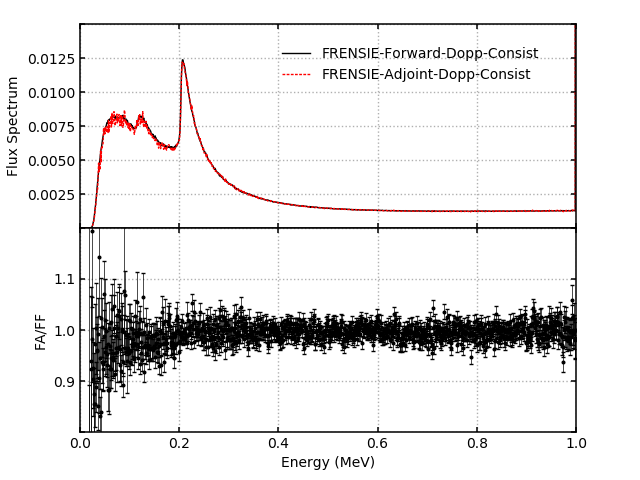 FRENSIE-Forward-Dopp-Consist
FRENSIE-Adjoint-Dopp-Consist
0.0125
0.0100
0.0075
0.0050
0.0025
Flux Spectrum
1.1
1.0
0.9
FA/FF
0.0 0.2 0.4 0.6 0.8 1.0
Energy (MeV)